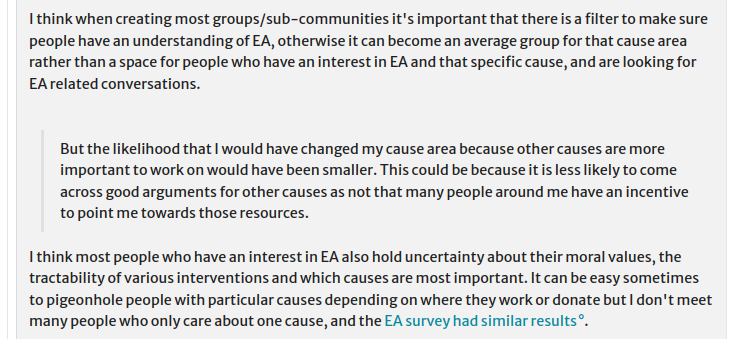 I think when creating most groups/sub-communities it's important that there is a filter to make sure
people have an understanding of EA, otherwise it can become an average group for that cause area
rather than a space for people who have an interest in EA and that specific cause, and are looking for
EA related conversations.
But the likelihood that I would have changed my cause area because other causes are more
important to work on would have been smaller. This could be because it is less likely to come
across good arguments for other causes as not that many people around me have an incentive
to point me towards those resources.
I think most people who have an interest in EA also hold uncertainty about their moral values, the
tractability of various interventions and which causes are most important. It can be easy sometimes
to pigeonhole people with particular causes depending on where they work or donate but I don't meet
many people who only care about one cause, and the EA survey had similar results°.